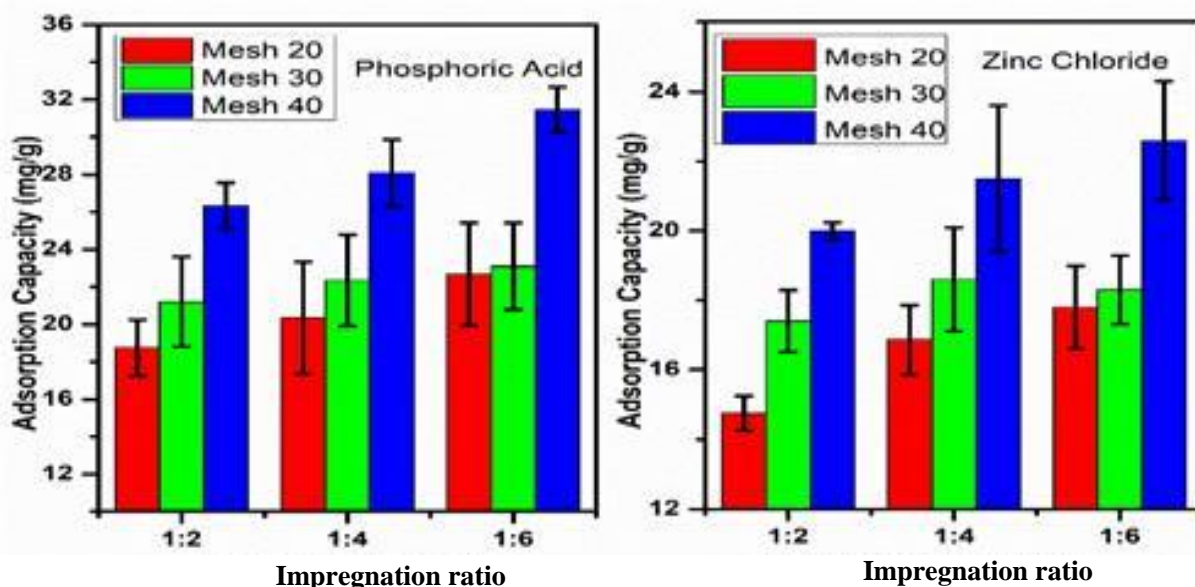 Adsorption Capacity (mg/g)
36
32
28
24
20
16
12
Mesh 20
Mesh 30
Mesh 40
Phosphoric Acid
1:2
1:4
1:6
Impregnation ratio
Adsorption Capacity (mg/g)
24
20
16
12
Mesh 20
Mesh 30
Mesh 40
Zinc Chloride
1:2
1:4
1:6
Impregnation ratio